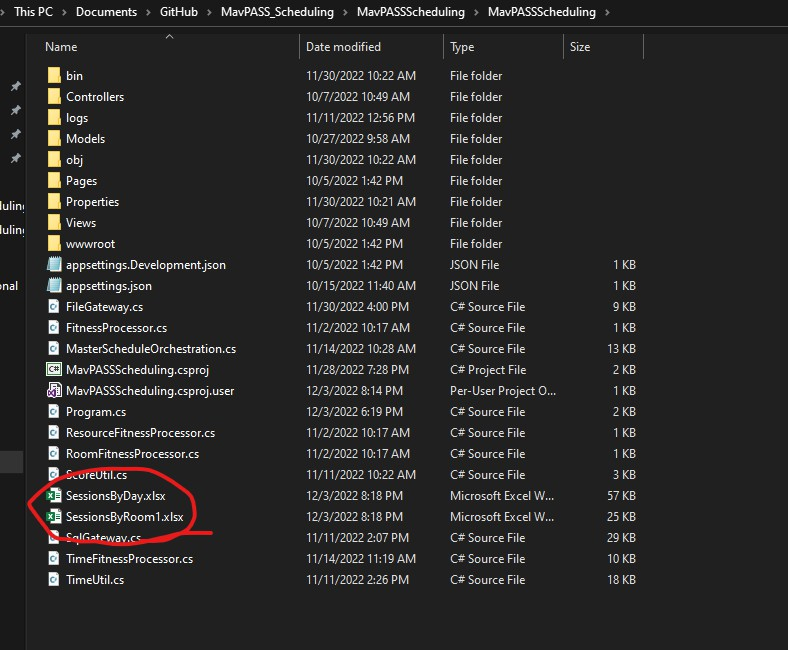 This PC > Documents > GitHub > MavPASS_Scheduling > MavPASSScheduling > MavPASSScheduling >
Name Date modified Type Size
bin 11/30/2022 10:22 AM File folder
Controllers 10/7/2022 10:49 AM File folder
logs 11/11/2022 12:56 PM File folder
Models 10/27/2022 9:58 AM File folder
obj 11/30/2022 10:22 AM File folder
Pages 10/5/2022 1:42 PM File folder
Properties 11/30/2022 10:21 AM File folder
Views 10/7/2022 10:49 AM File folder
wwwroot 10/5/2022 1:42 PM File folder
appsettings.Development.json 10/5/2022 1:42 PM JSON File 1 KB
appsettings.json 10/15/2022 11:40 AM JSON File 1 KB
FileGateway.cs 11/30/2022 4:00 PM C# Source File 9 KB
FitnessProcessor.cs 11/2/2022 10:17 AM C# Source File 1 KB
MasterScheduleOrchestration.cs 11/14/2022 10:28 AM C# Source File 13 KB
MavPASSScheduling.csproj 11/28/2022 7:28 PM C# Project File 2 KB
MavPASSScheduling.csproj.user 12/3/2022 8:14 PM Per-User Project O... 2 KB
Program.cs 12/3/2022 6:19 PM C# Source File 2 KB
ResourceFitnessProcessor.cs 11/2/2022 10:17 AM C# Source File 1 KB
RoomFitnessProcessor.cs 11/2/2022 10:17 AM C# Source File 1 KB
ScoreUtil.cs 11/11/2022 10:22 AM C# Source File 3 KB
SessionsByDay.xlsx 12/3/2022 8:18 PM Microsoft Excel W... 57 KB
SessionsByRoom1.xlsx 12/3/2022 8:18 PM Microsoft Excel W... 25 KB
SqlGateway.cs 11/11/2022 2:07 PM C# Source File 29 KB
TimeFitnessProcessor.cs 11/14/2022 11:19 AM C# Source File 10 KB
TimeUtil.cs 11/11/2022 2:26 PM C# Source File 18 KB